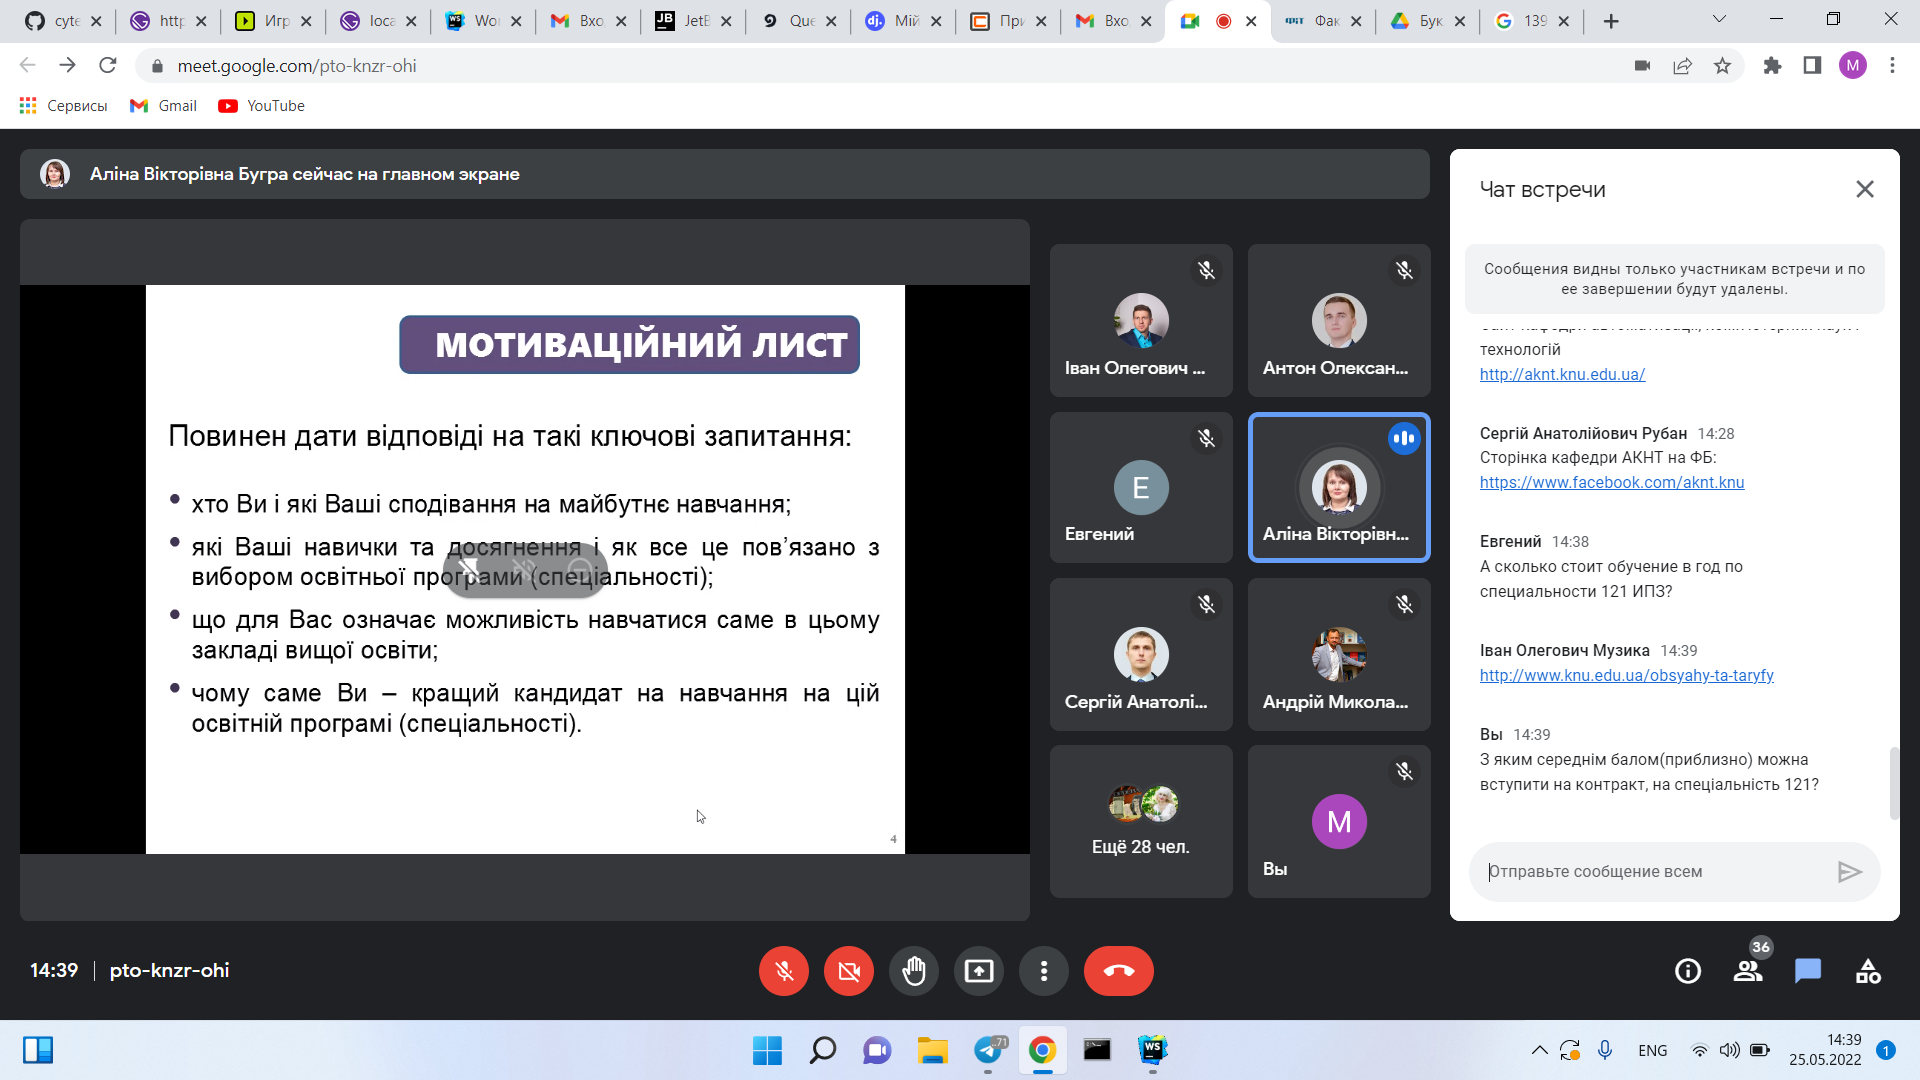 cyte
http
Игр
loca
Wor
Вхо
JetB
Que
Мій
При
Вхо
Фак
Бук
139
meet.google.com/pto-knzr-ohi
M
Сервисы
Gmail
YouTube
Аліна Вікторівна Бугра сейчас на главном экране
МОТИВАЦІЙНИЙ ЛИСТ
Повинен дати відповіді на такі ключові запитання:
• хто Ви і які Ваші сподівання на майбутнє навчання;
• які Ваші навички та досягнення і як все це пов’язано з
вибором освітньої програми (спеціальності);
• що для Вас означає можливість навчатися саме в цьому
закладі вищої освіти;
• чому саме Ви – кращий кандидат на навчання на цій
освітній програмі (спеціальності).
4
Іван Олегович ...
Антон Олексан...
Е
Евгений
Аліна Вікторівн...
Сергій Анатолі...
Андрій Микола...
Ещё 28 чел.
M
Вы
Чат встречи
Сообщения видны только участникам встречи и по
ее завершении будут удалены.
технологій
http://aknt.knu.edu.ua/
Сергій Анатолійович Рубан 14:28
Сторінка кафедри АКНТ на ФБ:
https://www.facebook.com/aknt.knu
Евгений 14:38
А сколько стоит обучение в год по
специальности 121 ИПЗ?
Іван Олегович Музика 14:39
http://www.knu.edu.ua/obsyahy-ta-taryfy
Вы 14:39
З яким середнім балом(приблизно) можна
вступити на контракт, на спеціальність 121?
Отправьте сообщение всем
14:39 | pto-knzr-ohi
36
71
WS
ENG
14:39
25.05.2022
1